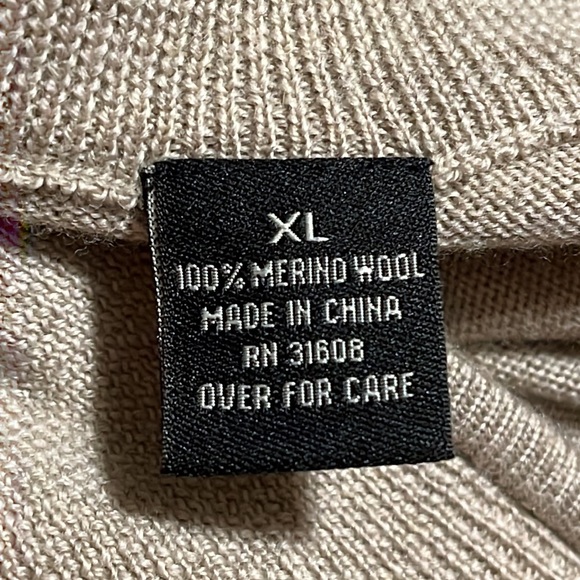 XL
100% MERINO WOOL
MADE IN CHINA
RN 31608
OVER FOR CARE